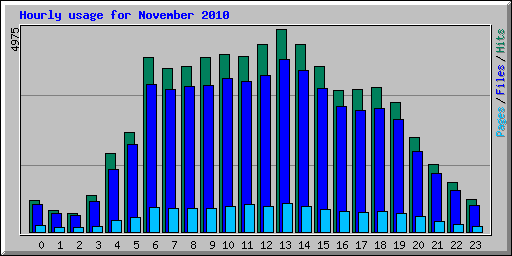 Hourly usage for November 2010
4975
Pages / Files / Hits
0 1 2 3 4 5 6 7 8 9 10 11 12 13 14 15 16 17 18 19 20 21 22 23